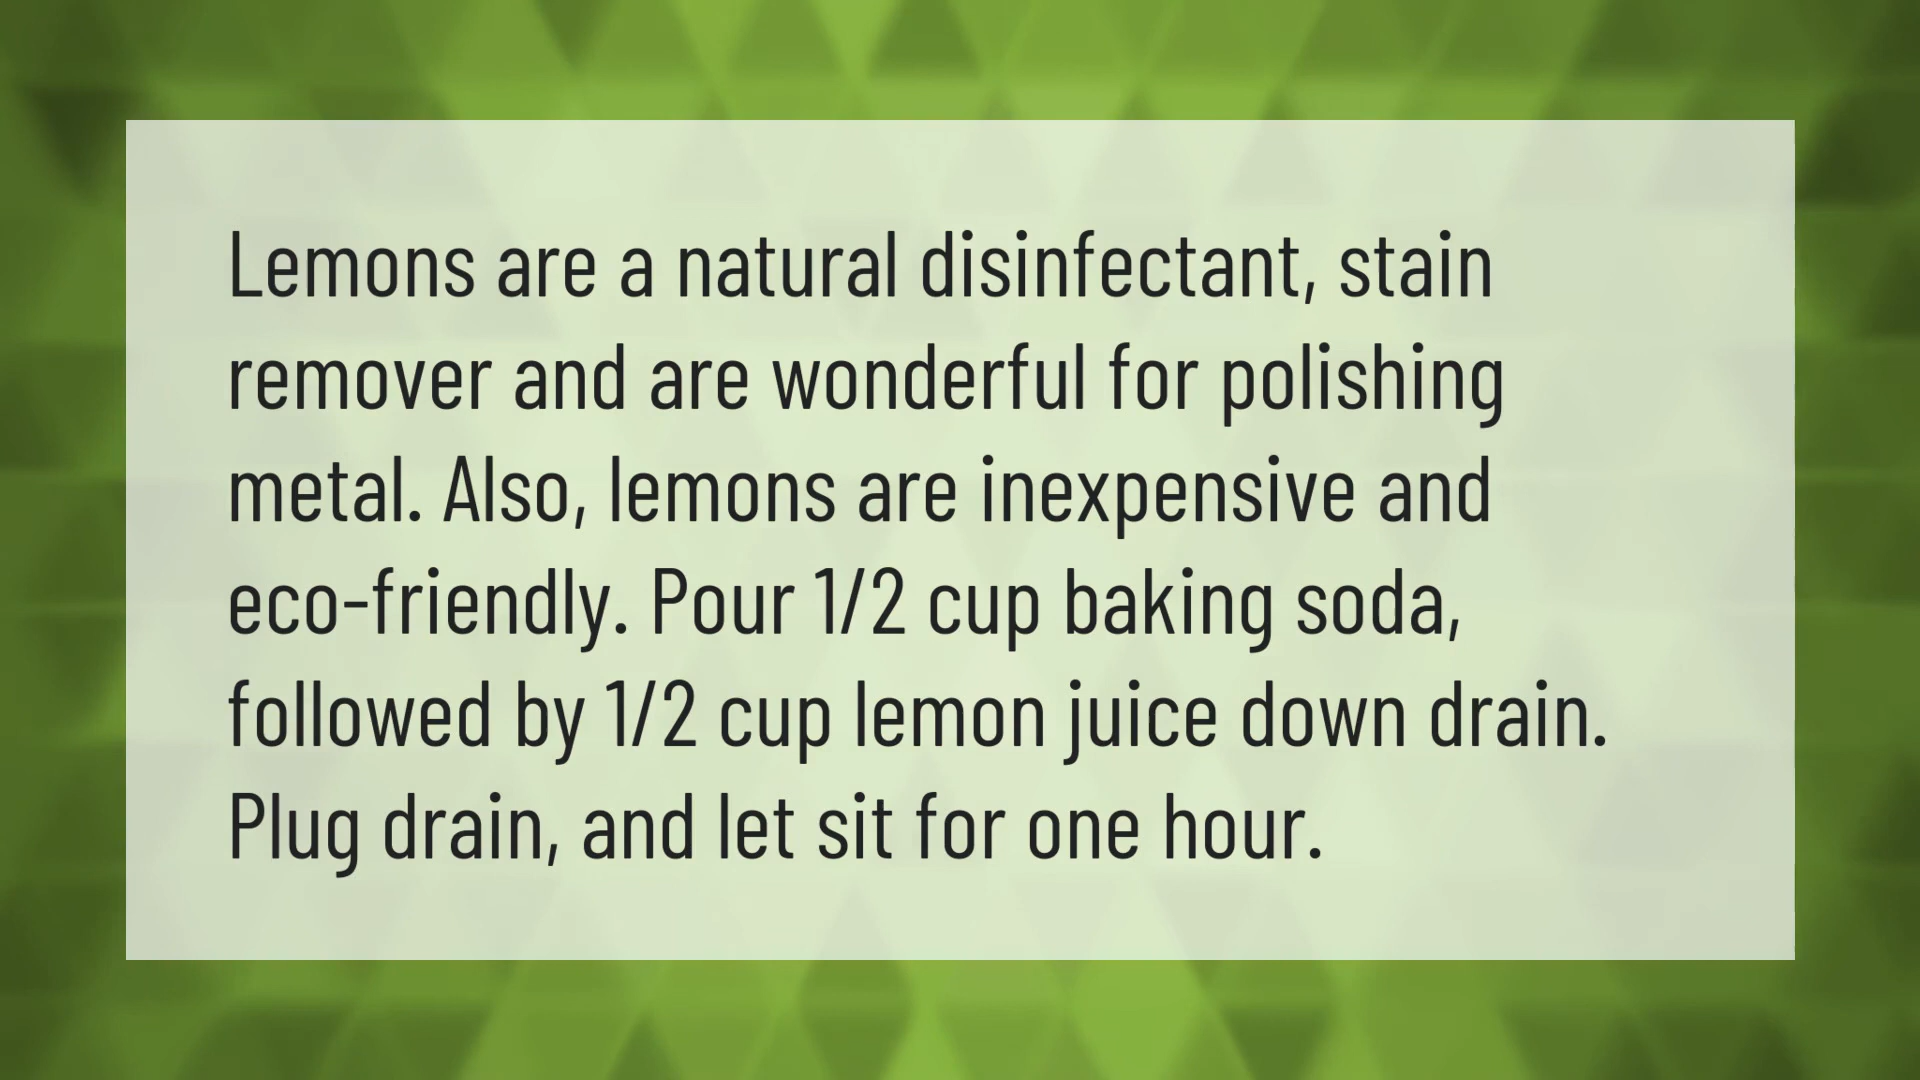 Lemons are a natural disinfectant, stain
remover and are wonderful for polishing
metal. Also, lemons are inexpensive and
eco-friendly. Pour 1/2 cup baking soda,
followed by 1/2 cup lemon juice down drain.
Plug drain, and let sit for one hour.